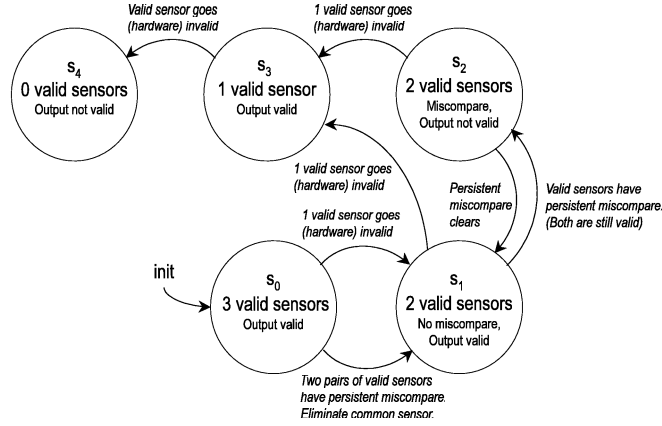 Valid sensor goes
(hardware) invalid
1 valid sensor goes
(hardware) invalid
S4
0 valid sensors
Output not valid
S3
1 valid sensor
Output valid
S2
2 valid sensors
Miscompare,
Output not valid
1 valid sensor goes
(hardware) invalid
Persistent
miscompare
clears
Valid sensors have
persistent miscompare.
(Both are still valid)
1 valid sensor goes
(hardware) invalid
init
S0
3 valid sensors
Output valid
S1
2 valid sensors
No miscompare,
Output valid
Two pairs of valid sensors
have persistent miscompare.
Eliminate common sensor.